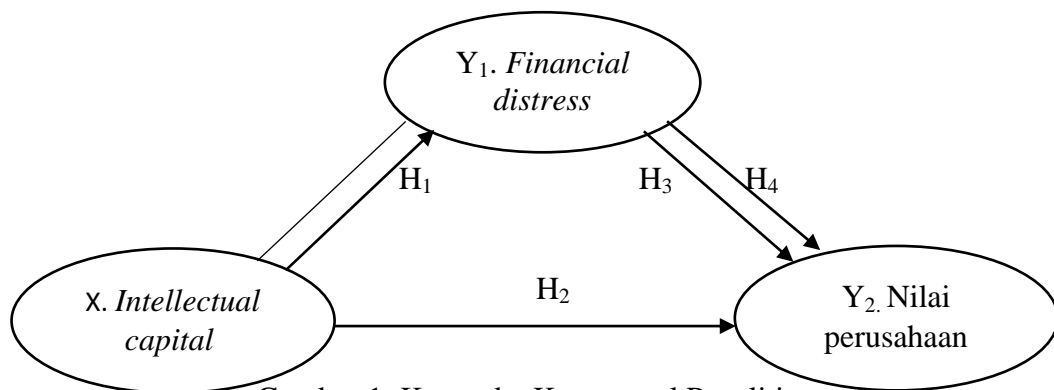 Y₁. Financial
distress
H₁
H₃
H₄
X. Intellectual
capital
H₂
Y₂. Nilai
perusahaan